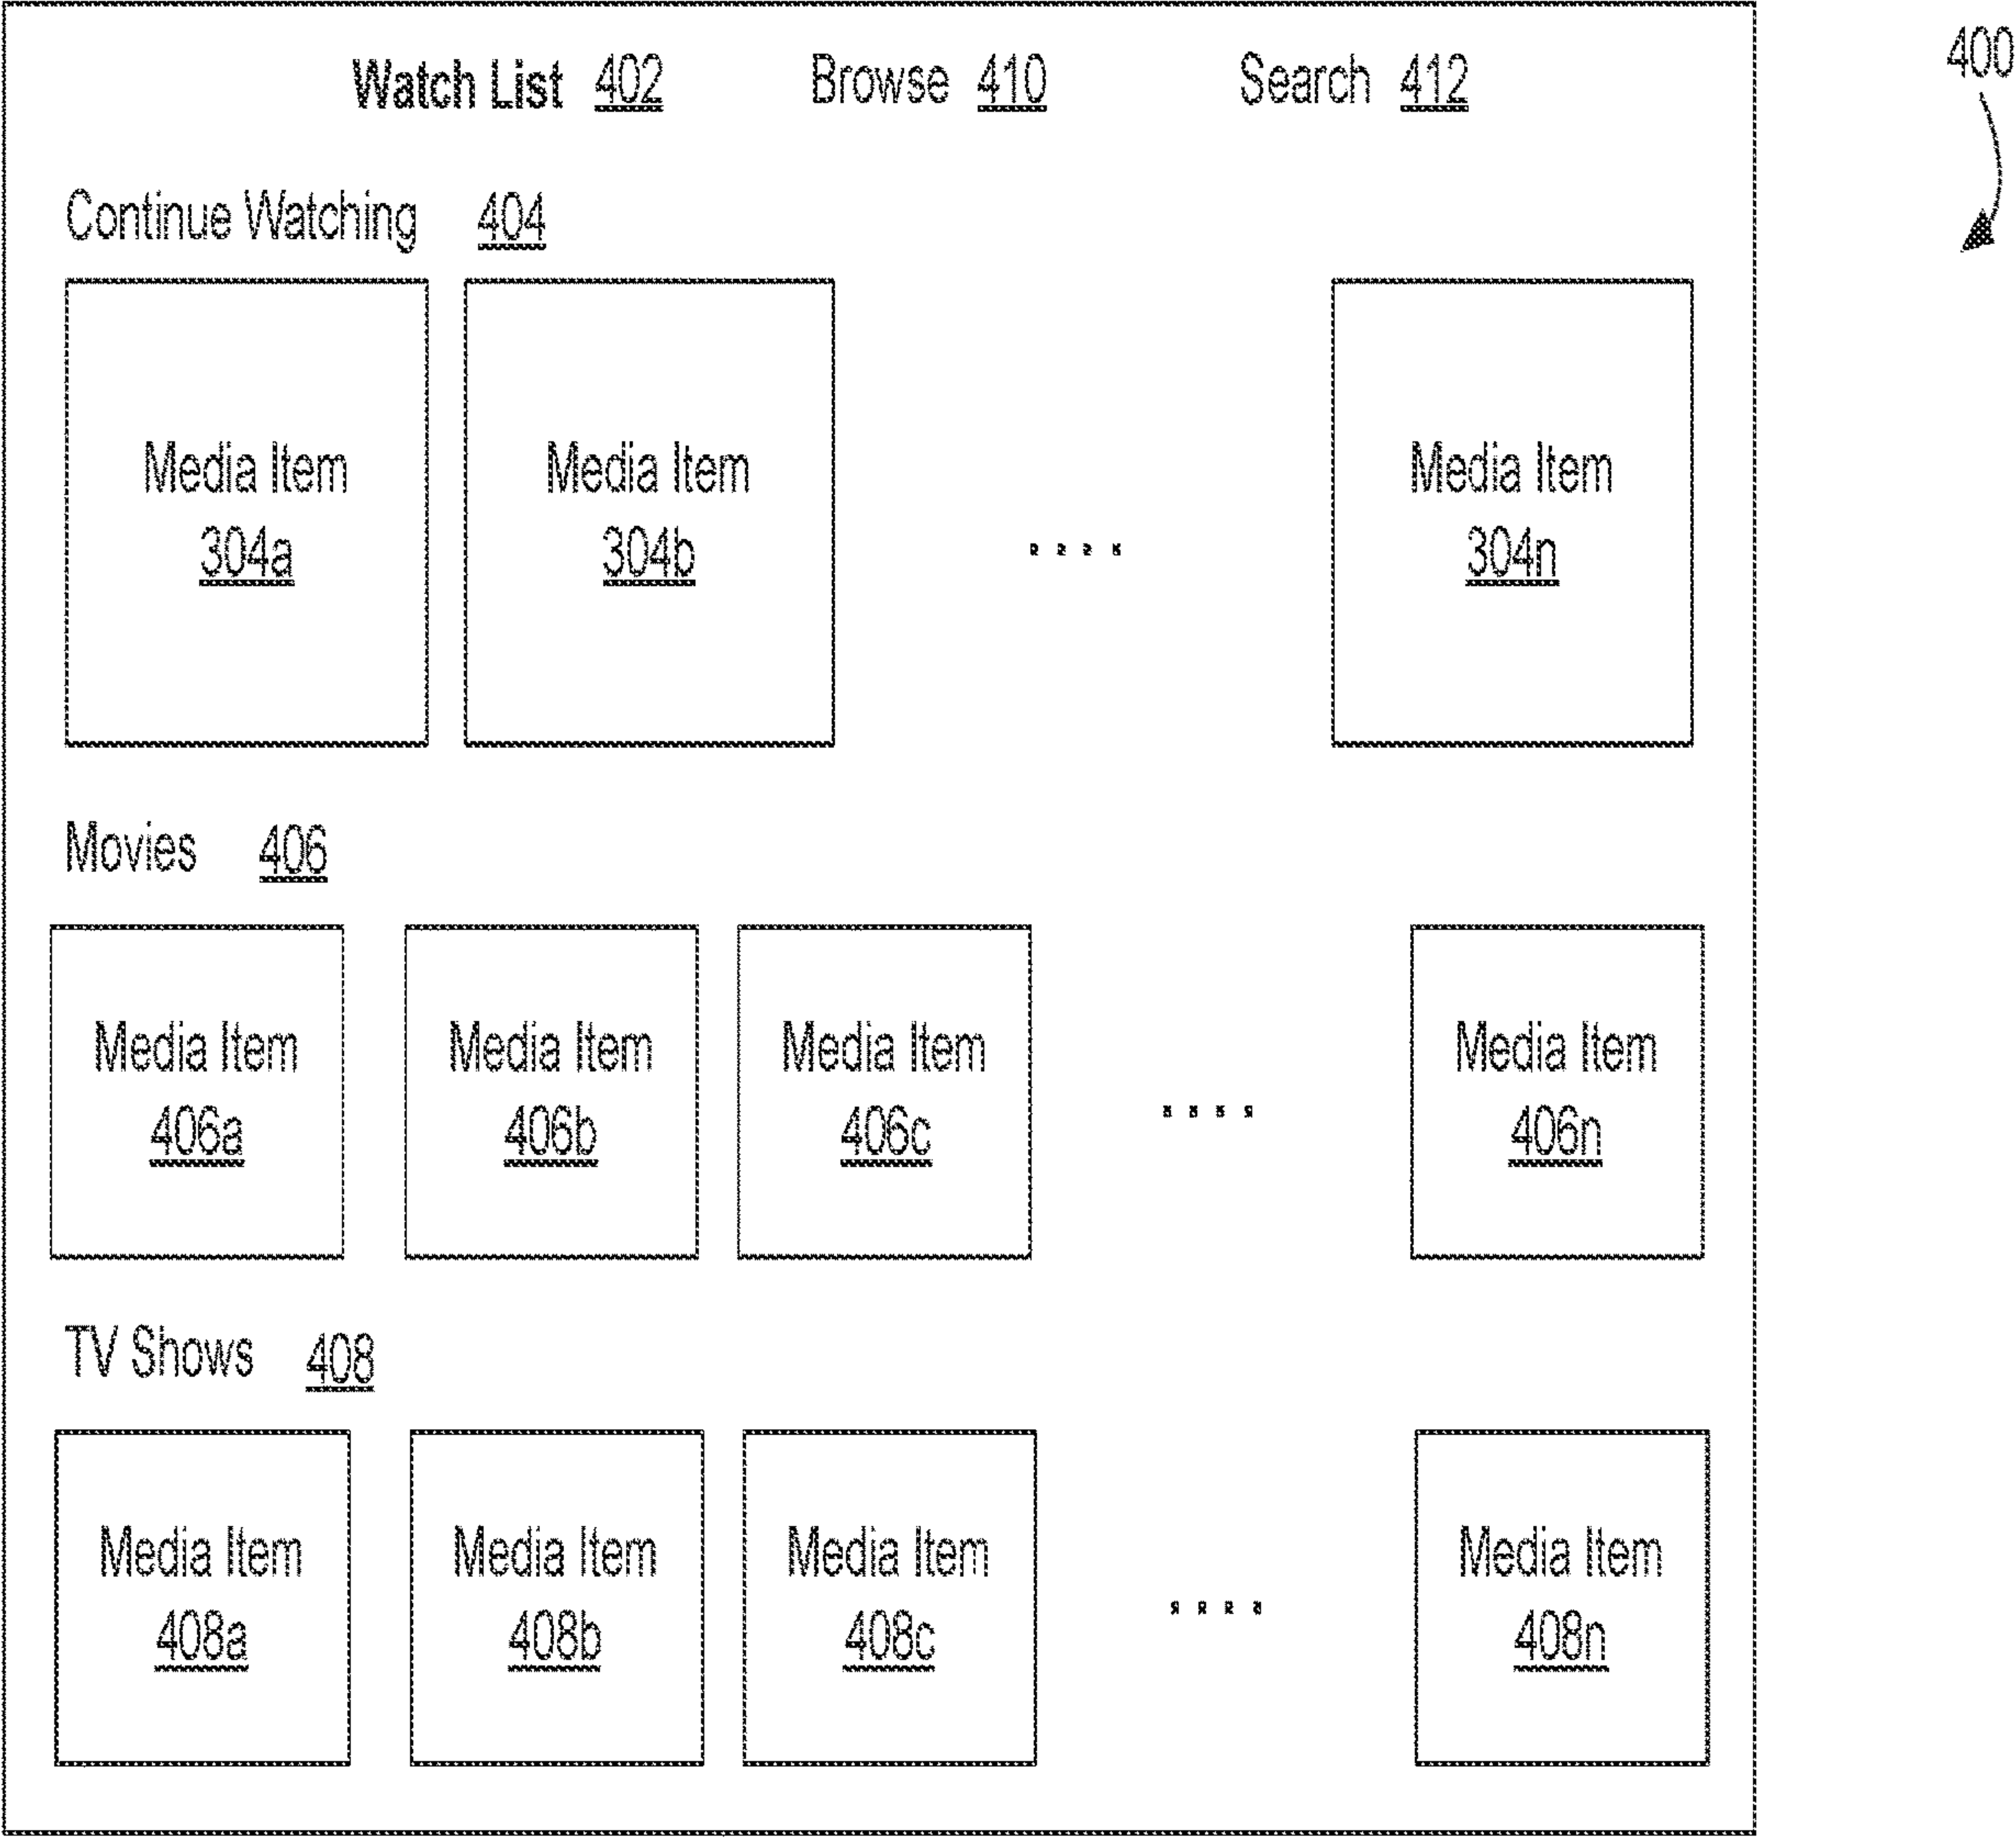 Watch List 402 Browse 410 Search 412
400
Continue Watching 404
Media Item Media Item Media Item
304a 304b .... 304n
Movies 406
Media Item Media Item Media Item Media Item
406a 406b 406c .... 406n
TV Shows 408
Media Item Media Item Media Item Media Item
408a 408b 408c .... 408n